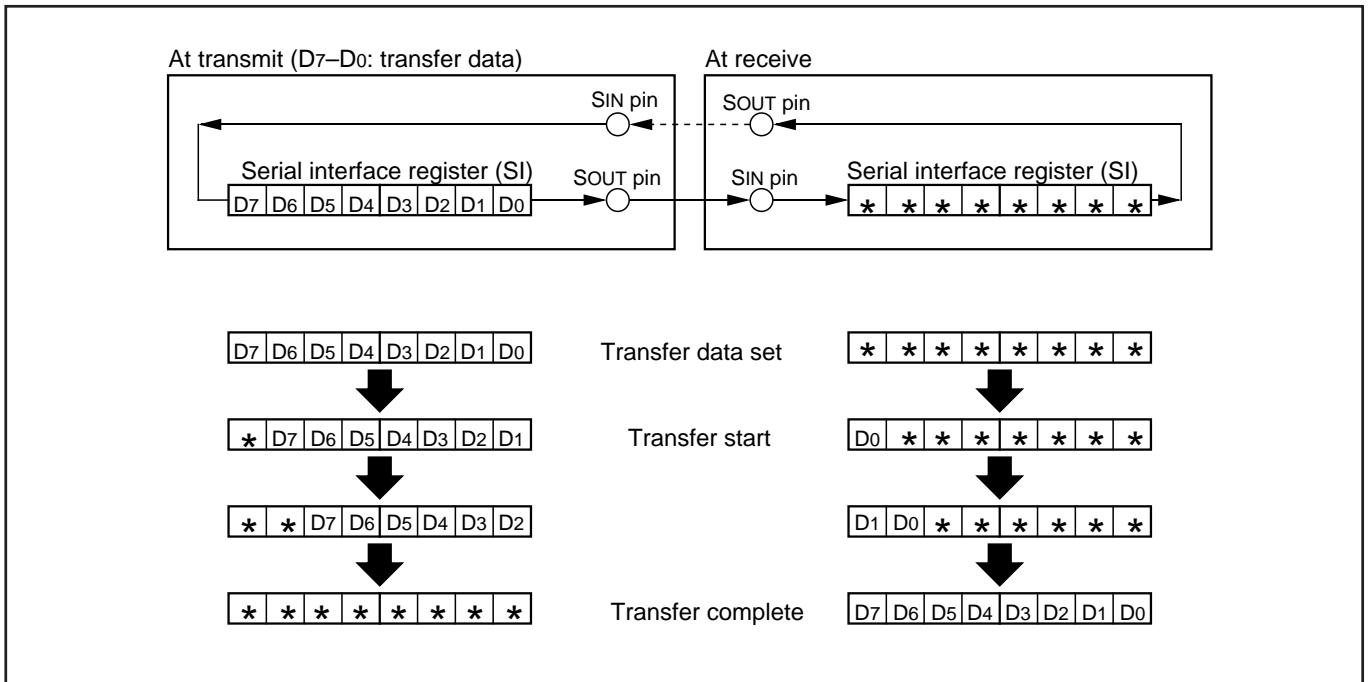 At transmit (D7–D0: transfer data) At receive
SIN pin SOUT pin
Serial interface register (SI) SOUT pin SIN pin Serial interface register (SI)
D7 D6 D5 D4 D3 D2 D1 D0 * * * * * * * *
D7 D6 D5 D4 D3 D2 D1 D0 Transfer data set * * * * * * * *
* D7 D6 D5 D4 D3 D2 D1 Transfer start D0 * * * * * * *
* * D7 D6 D5 D4 D3 D2 D1 D0 * * * * * *
* * * * * * * * Transfer complete D7 D6 D5 D4 D3 D2 D1 D0